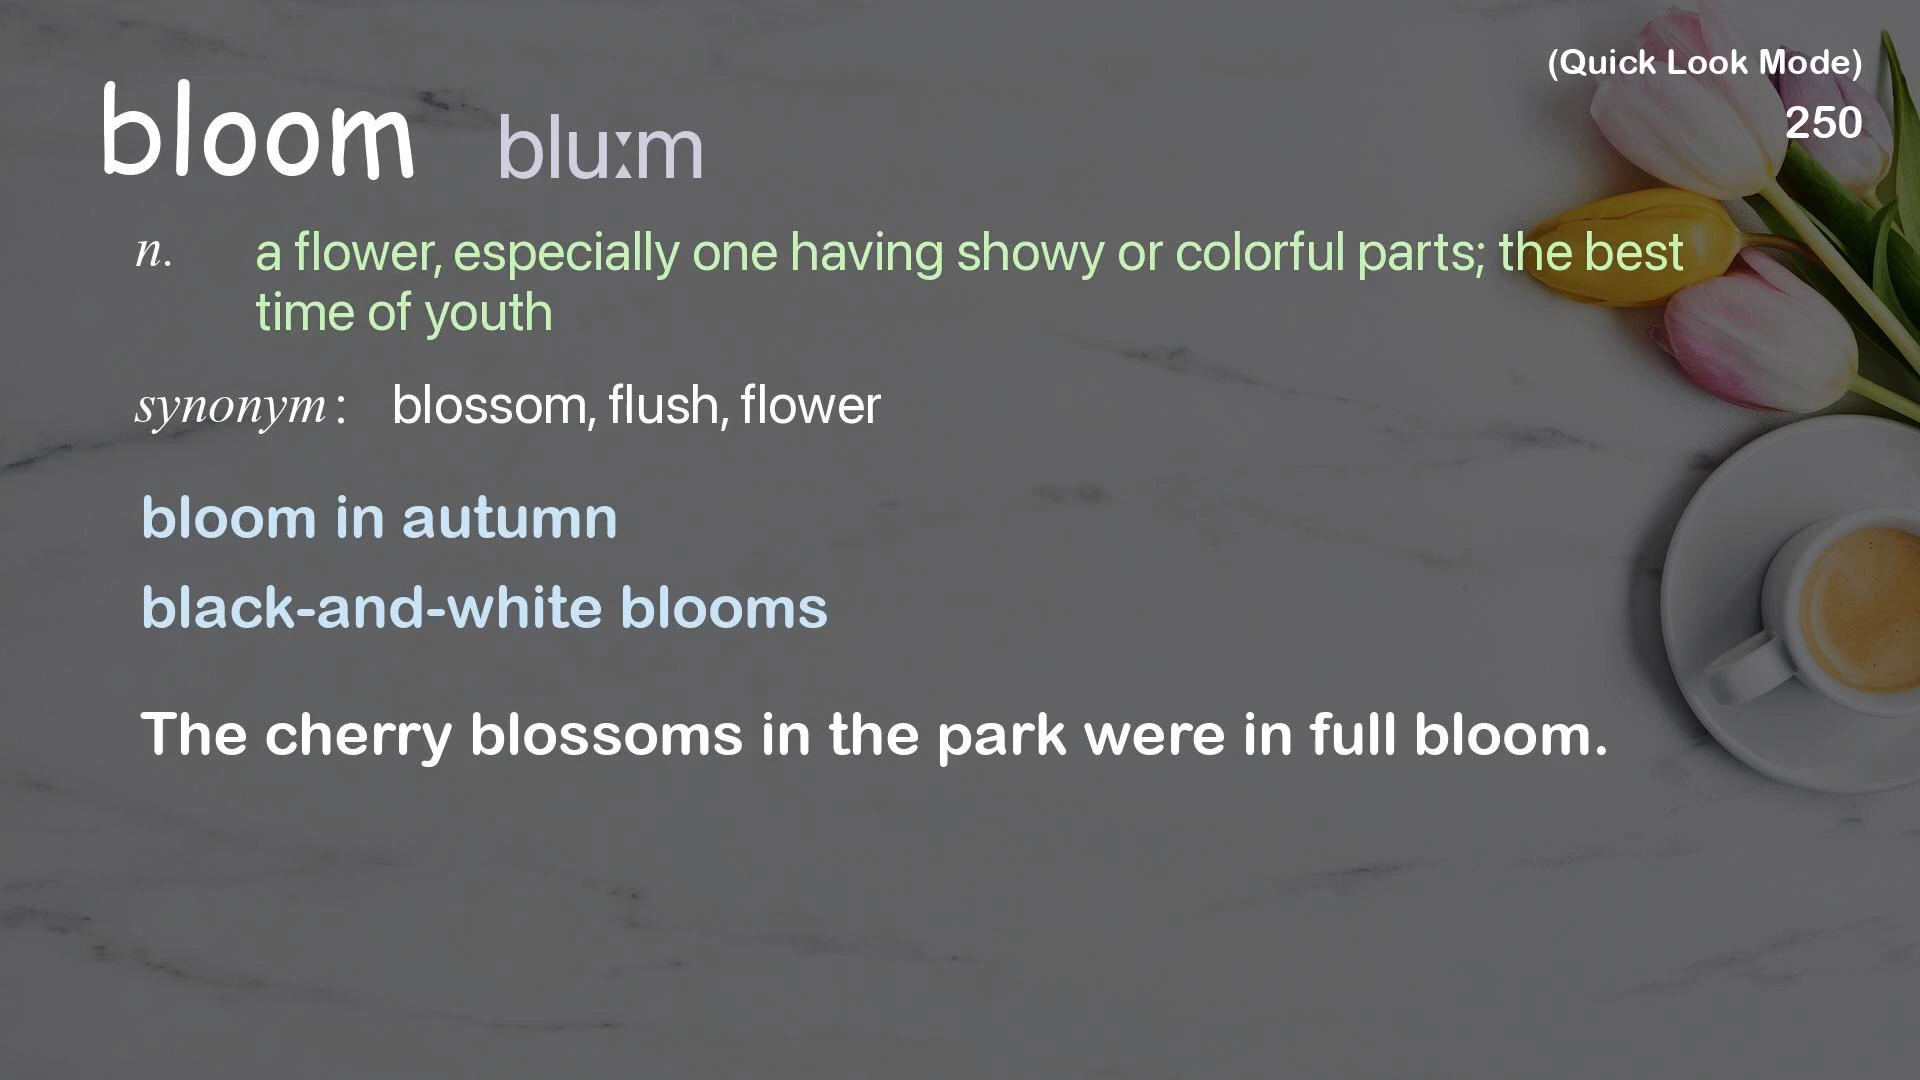 (Quick Look Mode)
250
bloom bluːm
n. a flower, especially one having showy or colorful parts; the best
time of youth
synonym: blossom, flush, flower
bloom in autumn
black-and-white blooms
The cherry blossoms in the park were in full bloom.